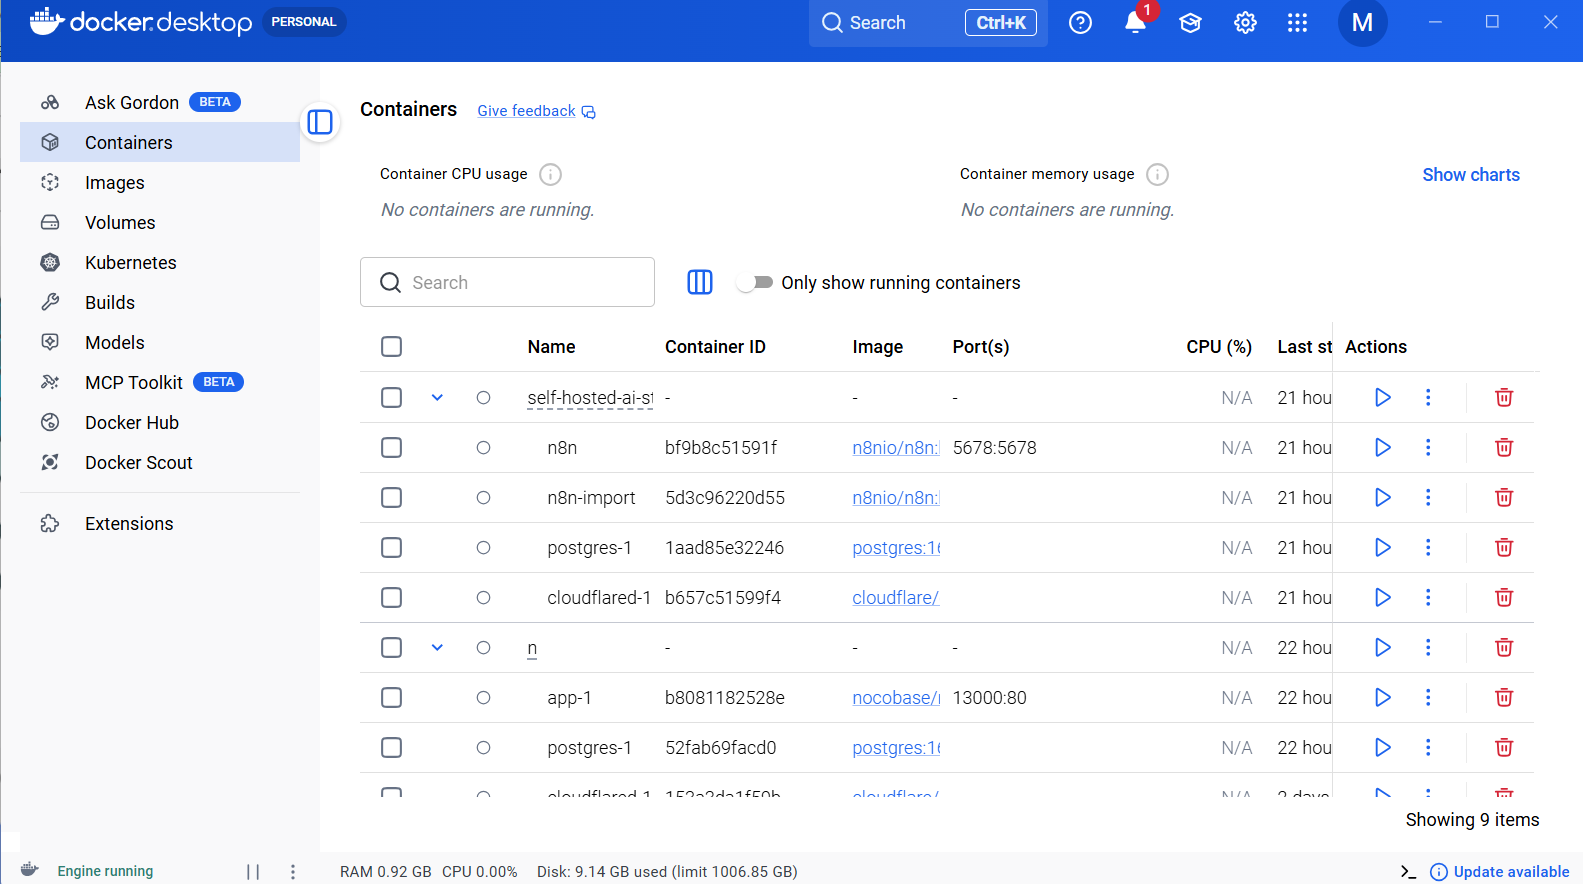 docker.desktop PERSONAL Search Ctrl+K 1 M
Ask Gordon BETA
Containers
Images
Volumes
Kubernetes
Builds
Models
MCP Toolkit BETA
Docker Hub
Docker Scout
Extensions
Containers Give feedback
Container CPU usage Container memory usage Show charts
No containers are running. No containers are running.
Search Only show running containers
Name Container ID Image Port(s) CPU (%) Last st Actions
self-hosted-ai-st - - - N/A 21 hou
n8n bf9b8c51591f n8nio/n8n: 5678:5678 N/A 21 hou
n8n-import 5d3c96220d55 n8nio/n8n: N/A 21 hou
postgres-1 1aad85e32246 postgres:16 N/A 21 hou
cloudflared-1 b657c51599f4 cloudflare/ N/A 21 hou
n - - - N/A 22 hou
app-1 b8081182528e nocobase/ 13000:80 N/A 22 hou
postgres-1 52fab69facd0 postgres:16 N/A 22 hou
cloudflared-1 cloudflare/ N/A 2 days
Showing 9 items
Engine running RAM 0.92 GB CPU 0.00% Disk: 9.14 GB used (limit 1006.85 GB) Update available